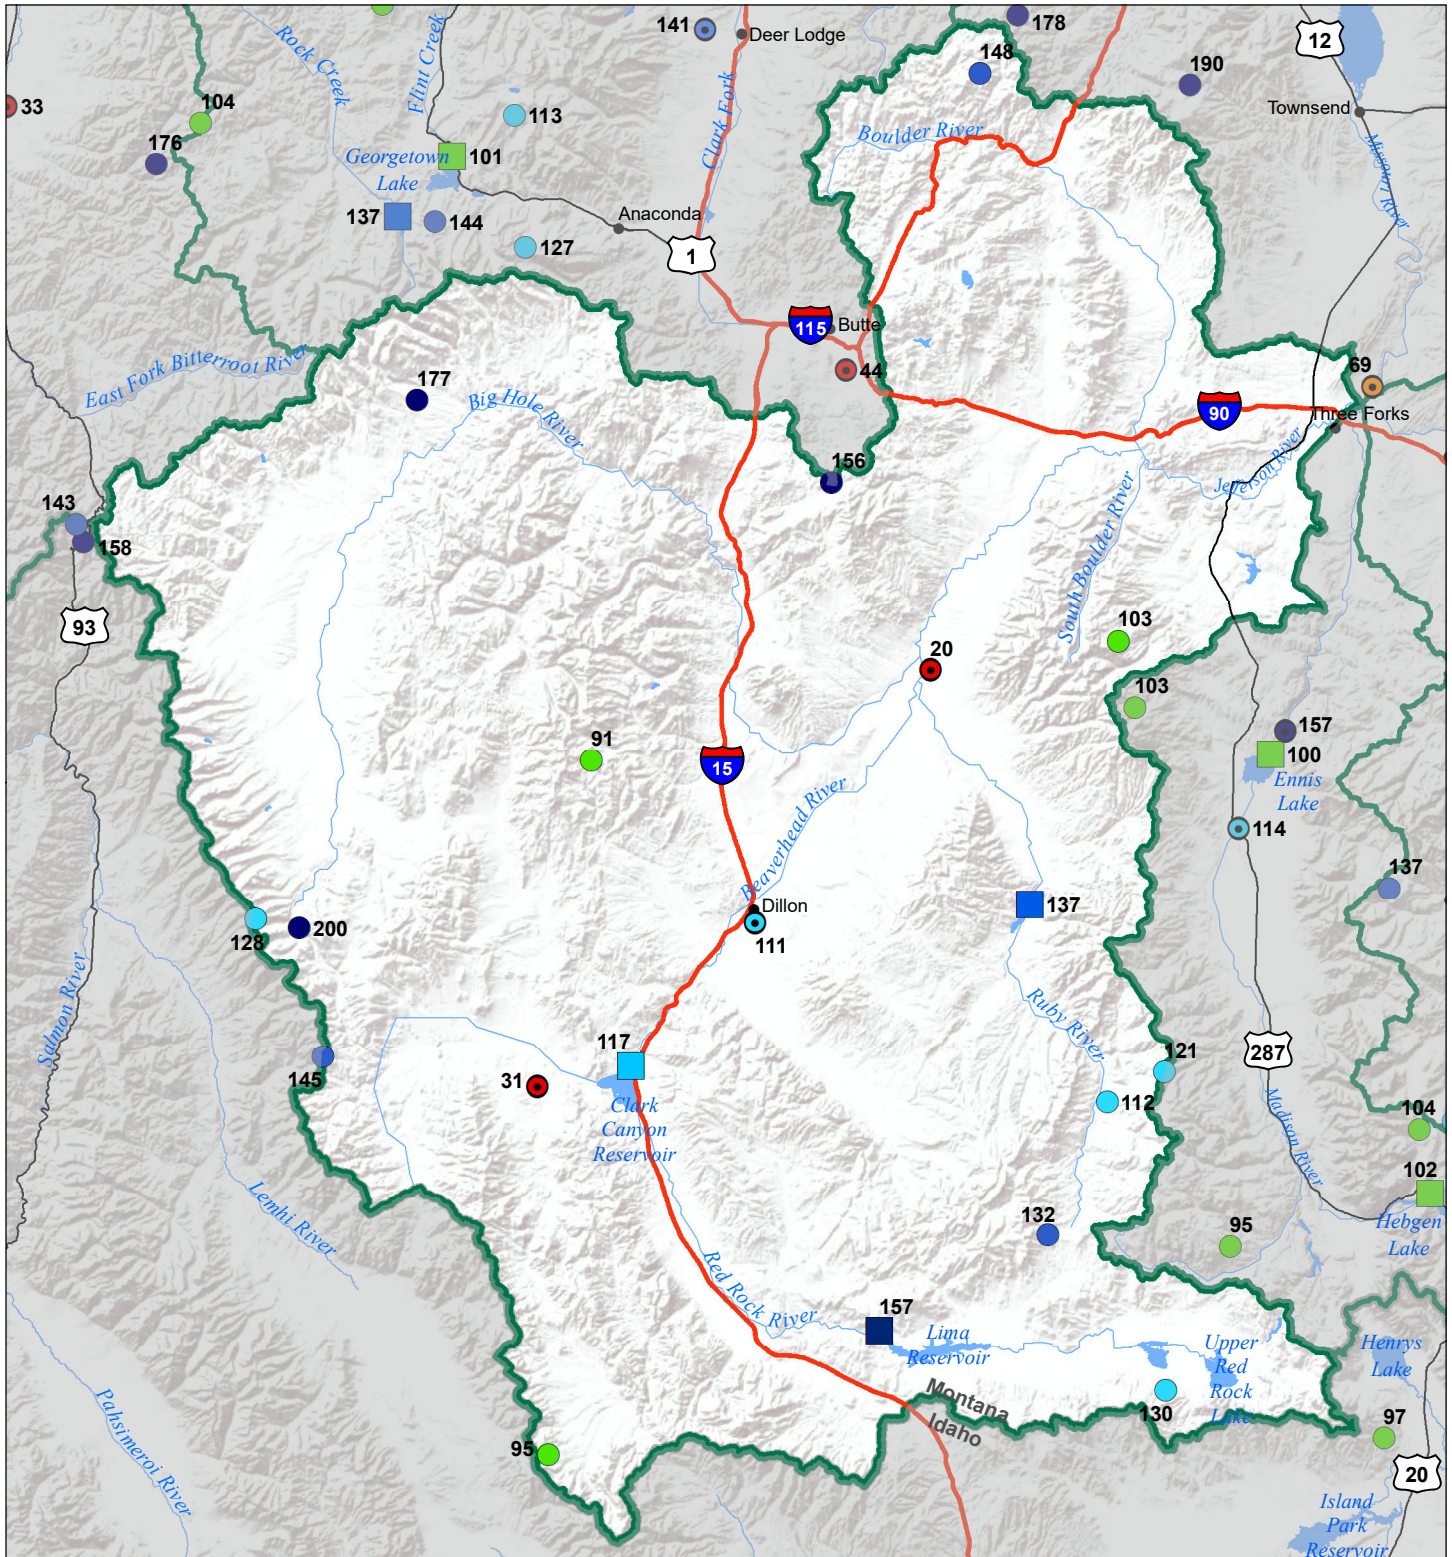 141
Deer Lodge
178
12
148
190
Rock Creek
Flint Creek
33
104
113
Townsend
Clark Fork
Boulder River
176
Georgetown
Lake
101
Missouri River
137
144
Anaconda
127
1
115
Butte
East Fork Bitterroot River
44
69
177
Big Hole River
90
Three Forks
156
Jefferson River
143
158
South Boulder River
93
103
20
103
157
91
15
100
Ennis
Lake
Beaverhead River
114
137
Dillon
137
128
200
111
Salmon River
Ruby River
117
121
287
145
31
112
Clark
Canyon
Reservoir
Madison River
104
102
Lemhi River
132
95
Hebgen
Lake
Red Rock River
157
Lima
Reservoir
Upper
Red
Rock
Lake
Henrys
Lake
Montana
Idaho
130
Pahsimeroi River
95
97
20
Island
Park
Reservoir